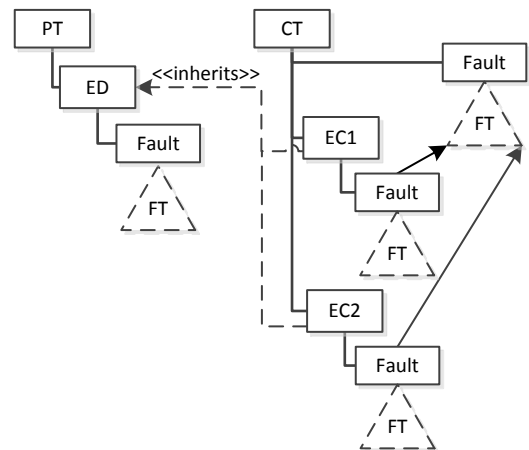 PT
CT
<<inherits>>
ED
Fault
FT
Fault
FT
EC1
Fault
FT
EC2
Fault
FT